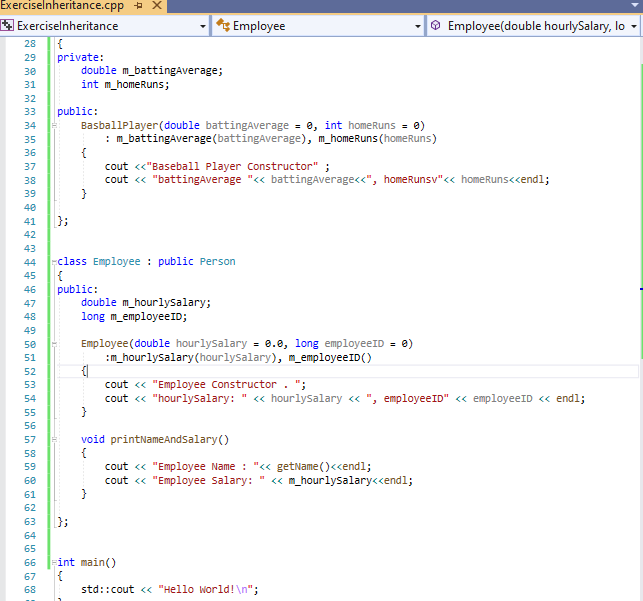 ExerciseInheritance.cpp
ExerciseInheritance Employee Employee(double hourlySalary, lo
28 {
29 private:
30 double m_battingAverage;
31 int m_homeRuns;
32
33 public:
34 BasballPlayer(double battingAverage = 0, int homeRuns = 0)
35 : m_battingAverage(battingAverage), m_homeRuns(homeRuns)
36 {
37 cout <<"Baseball Player Constructor" ;
38 cout << "battingAverage "<< battingAverage<<", homeRunsv"<< homeRuns<<endl;
39 }
40
41 };
42
43
44 class Employee : public Person
45 {
46 public:
47 double m_hourlySalary;
48 long m_employeeID;
49
50 Employee(double hourlySalary = 0.0, long employeeID = 0)
51 :m_hourlySalary(hourlySalary), m_employeeID()
52 {
53 cout << "Employee Constructor . ";
54 cout << "hourlySalary: " << hourlySalary << ", employeeID" << employeeID << endl;
55 }
56
57 void printNameAndSalary()
58 {
59 cout << "Employee Name : "<< getName()<<endl;
60 cout << "Employee Salary: " << m_hourlySalary<<endl;
61 }
62
63 };
64
65
66 int main()
67 {
68 std::cout << "Hello World!\n";